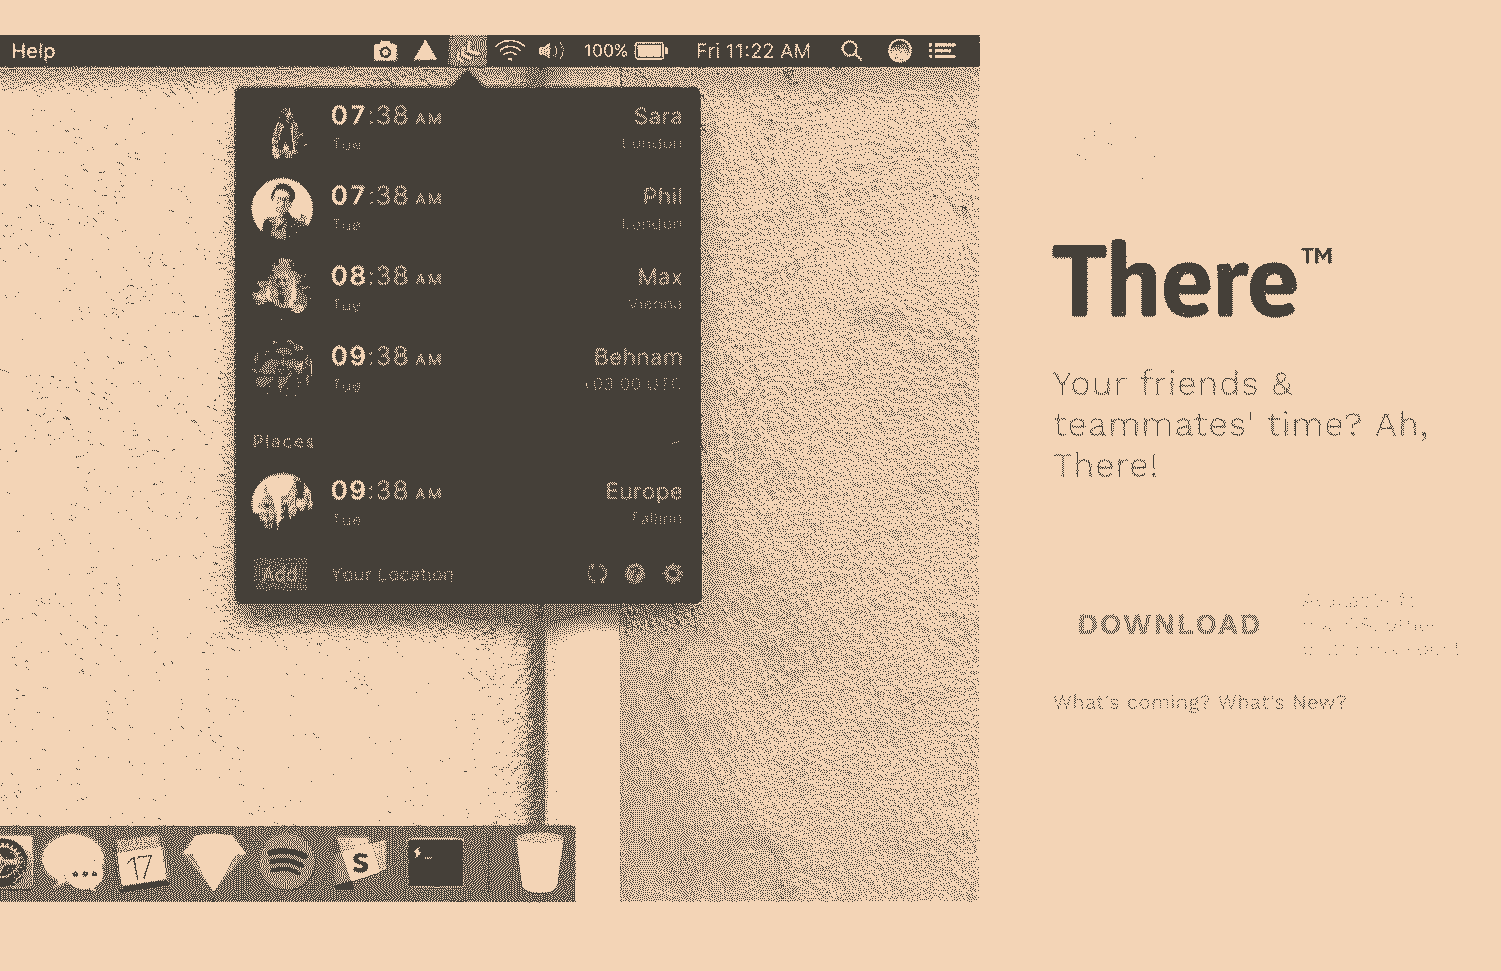 Help
100%
Fri 11:22 AM
07:38 AM
Sara
Tue
London
07:38 AM
Phil
Tue
London
08:38 AM
Max
Tue
Vienna
09:38 AM
Behnam
Tue
+03:00 UTC
Places
09:38 AM
Europe
Tue
Tallinn
Add
Your Location
17
S
There™
Your friends &
teammates' time? Ah,
There!
DOWNLOAD
What's coming? What's New?